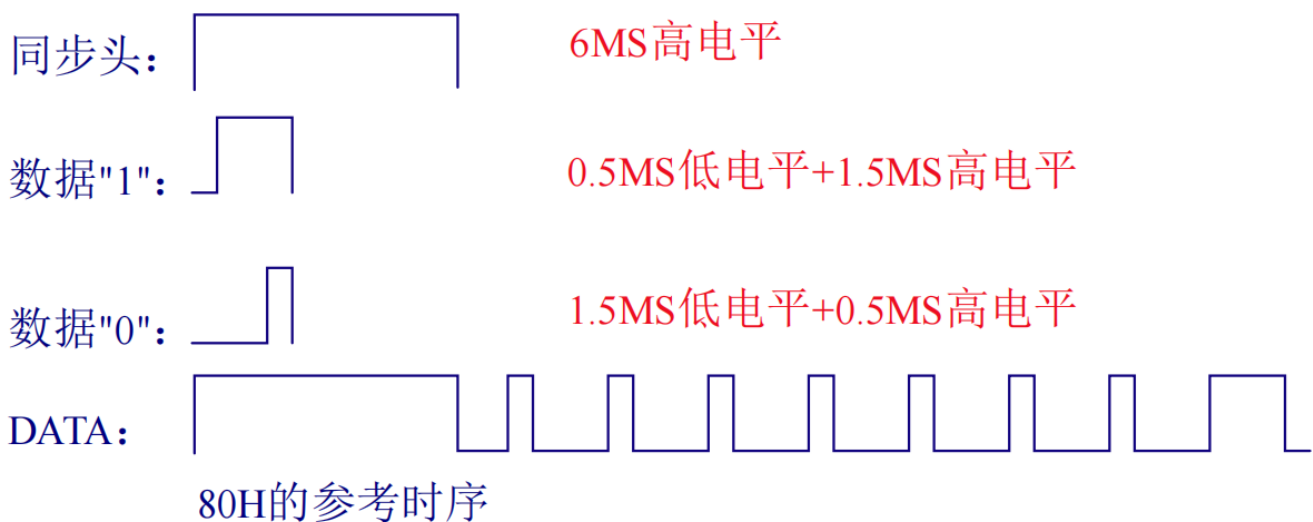 同步头： 6MS高电平
数据"1"： 0.5MS低电平+1.5MS高电平
数据"0"： 1.5MS低电平+0.5MS高电平
DATA：
80H的参考时序